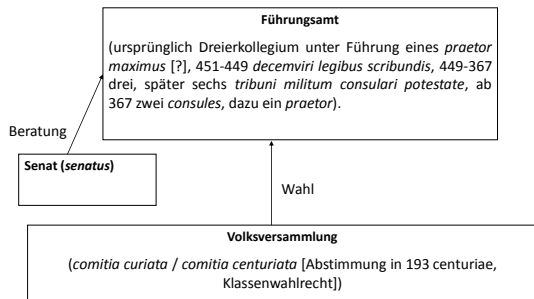 Führungsamt
(ursprünglich Dreierkollegium unter Führung eines praetor
maximus [?], 451-449 decemviri legibus scribundis, 449-367
drei, später sechs tribuni militum consulari potestate, ab
367 zwei consules, dazu ein praetor).
Beratung
Senat (senatus)
Wahl
Volksversammlung
(comitia curiata / comitia centuriata [Abstimmung in 193 centuriae,
Klassenwahlrecht])